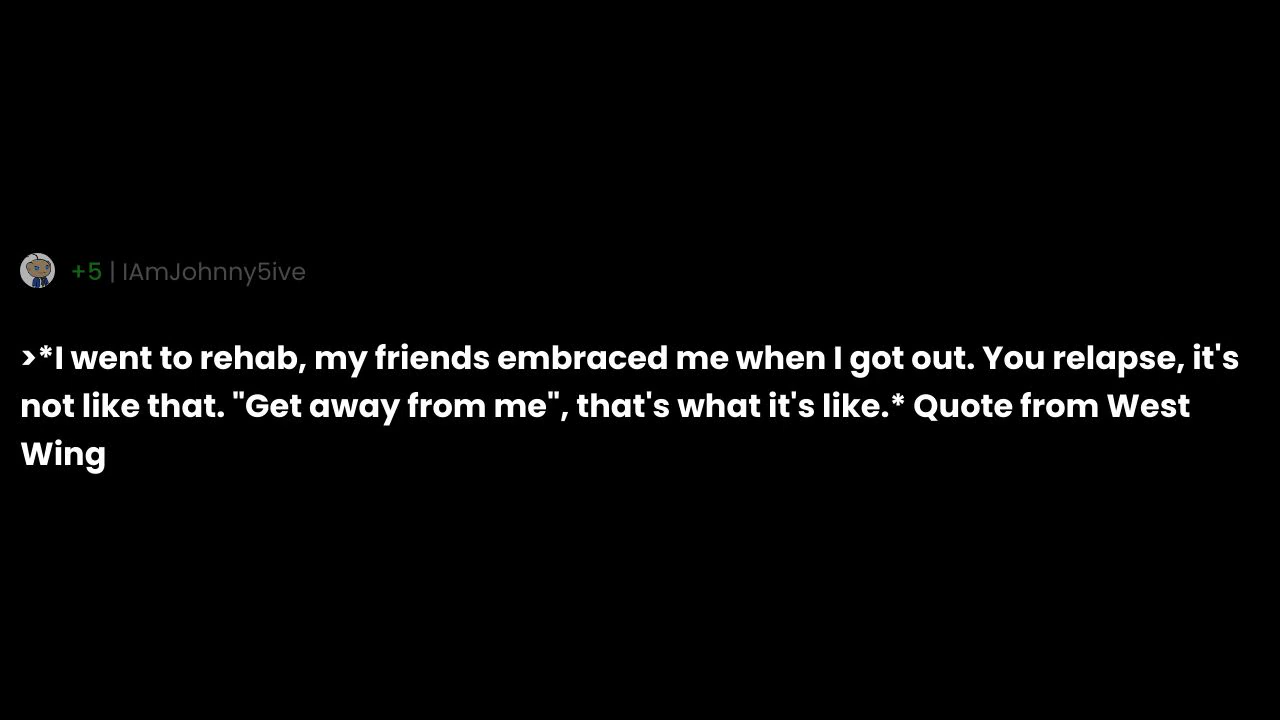 +5 | IAmJohnny5ive
>*I went to rehab, my friends embraced me when I got out. You relapse, it's
not like that. "Get away from me", that's what it's like.* Quote from West
Wing